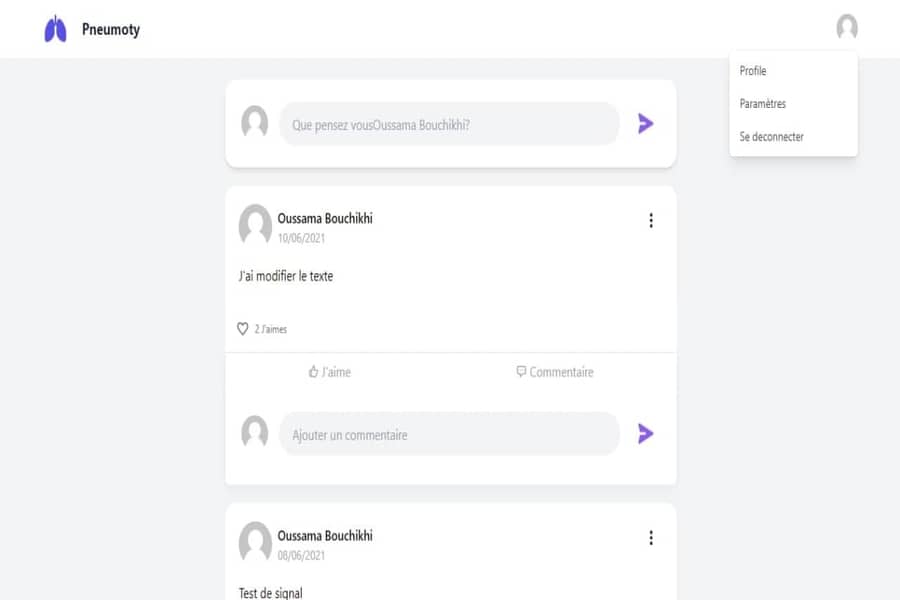 Pneumoty
Profile
Paramètres
Se deconnecter
Que pensez vousOussama Bouchikhi?
Oussama Bouchikhi
10/06/2021
J'ai modifier le texte
2 J'aimes
J'aime
Commentaire
Ajouter un commentaire
Oussama Bouchikhi
08/06/2021
Test de signal